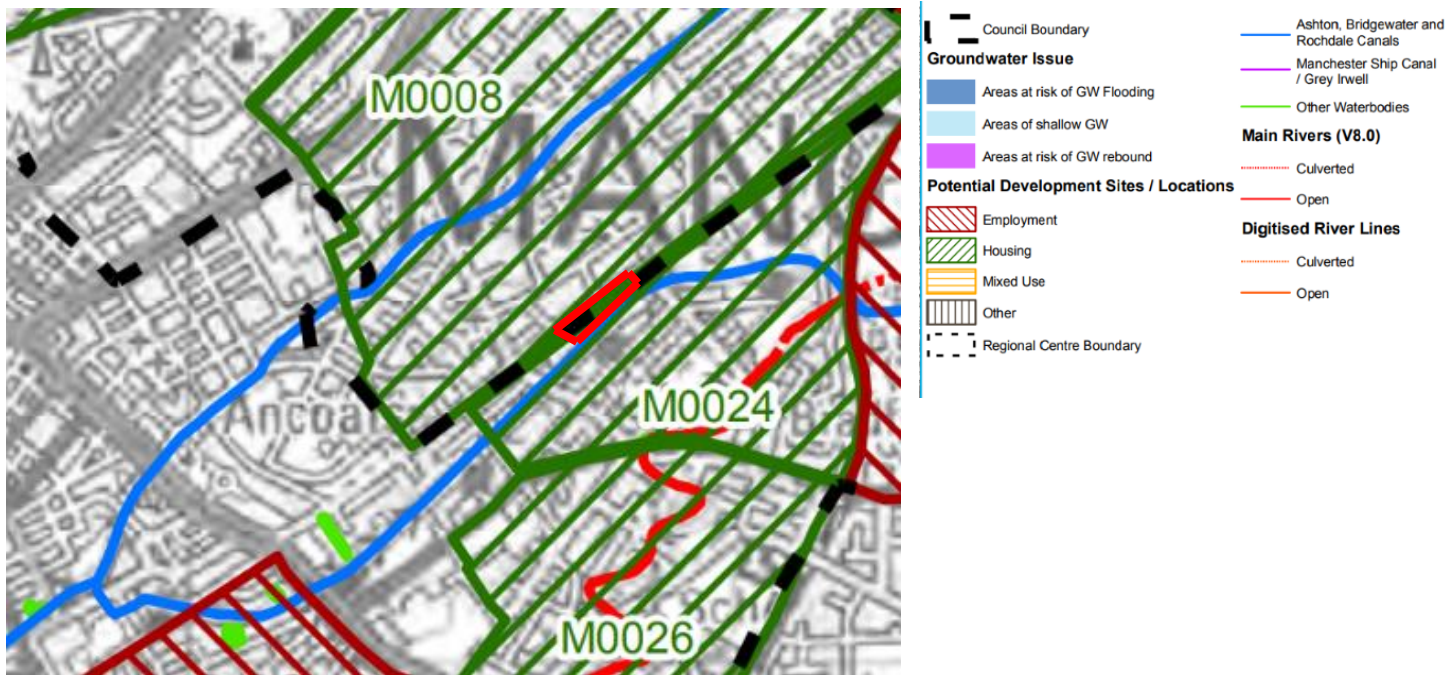 M0008
MAN
Ancoa
M0024
M0026
Council Boundary
Groundwater Issue
Areas at risk of GW Flooding
Areas of shallow GW
Areas at risk of GW rebound
Potential Development Sites / Locations
Employment
Housing
Mixed Use
Other
Regional Centre Boundary
Ashton, Bridgewater and
Rochdale Canals
Manchester Ship Canal
/ Grey Irwell
Other Waterbodies
Main Rivers (V8.0)
Culverted
Open
Digitised River Lines
Culverted
Open